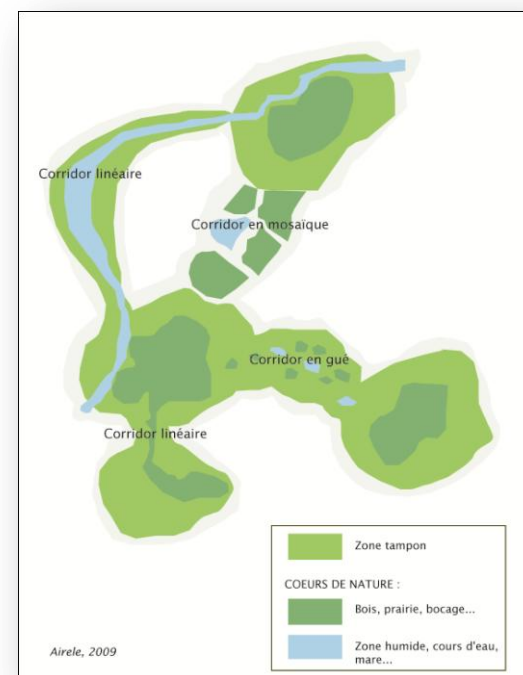 Corridor linéaire
Corridor en mosaïque
Corridor en gué
Corridor linéaire
Zone tampon
COEURS DE NATURE :
Bois, prairie, bocage...
Zone humide, cours d'eau,
mare...
Airele, 2009